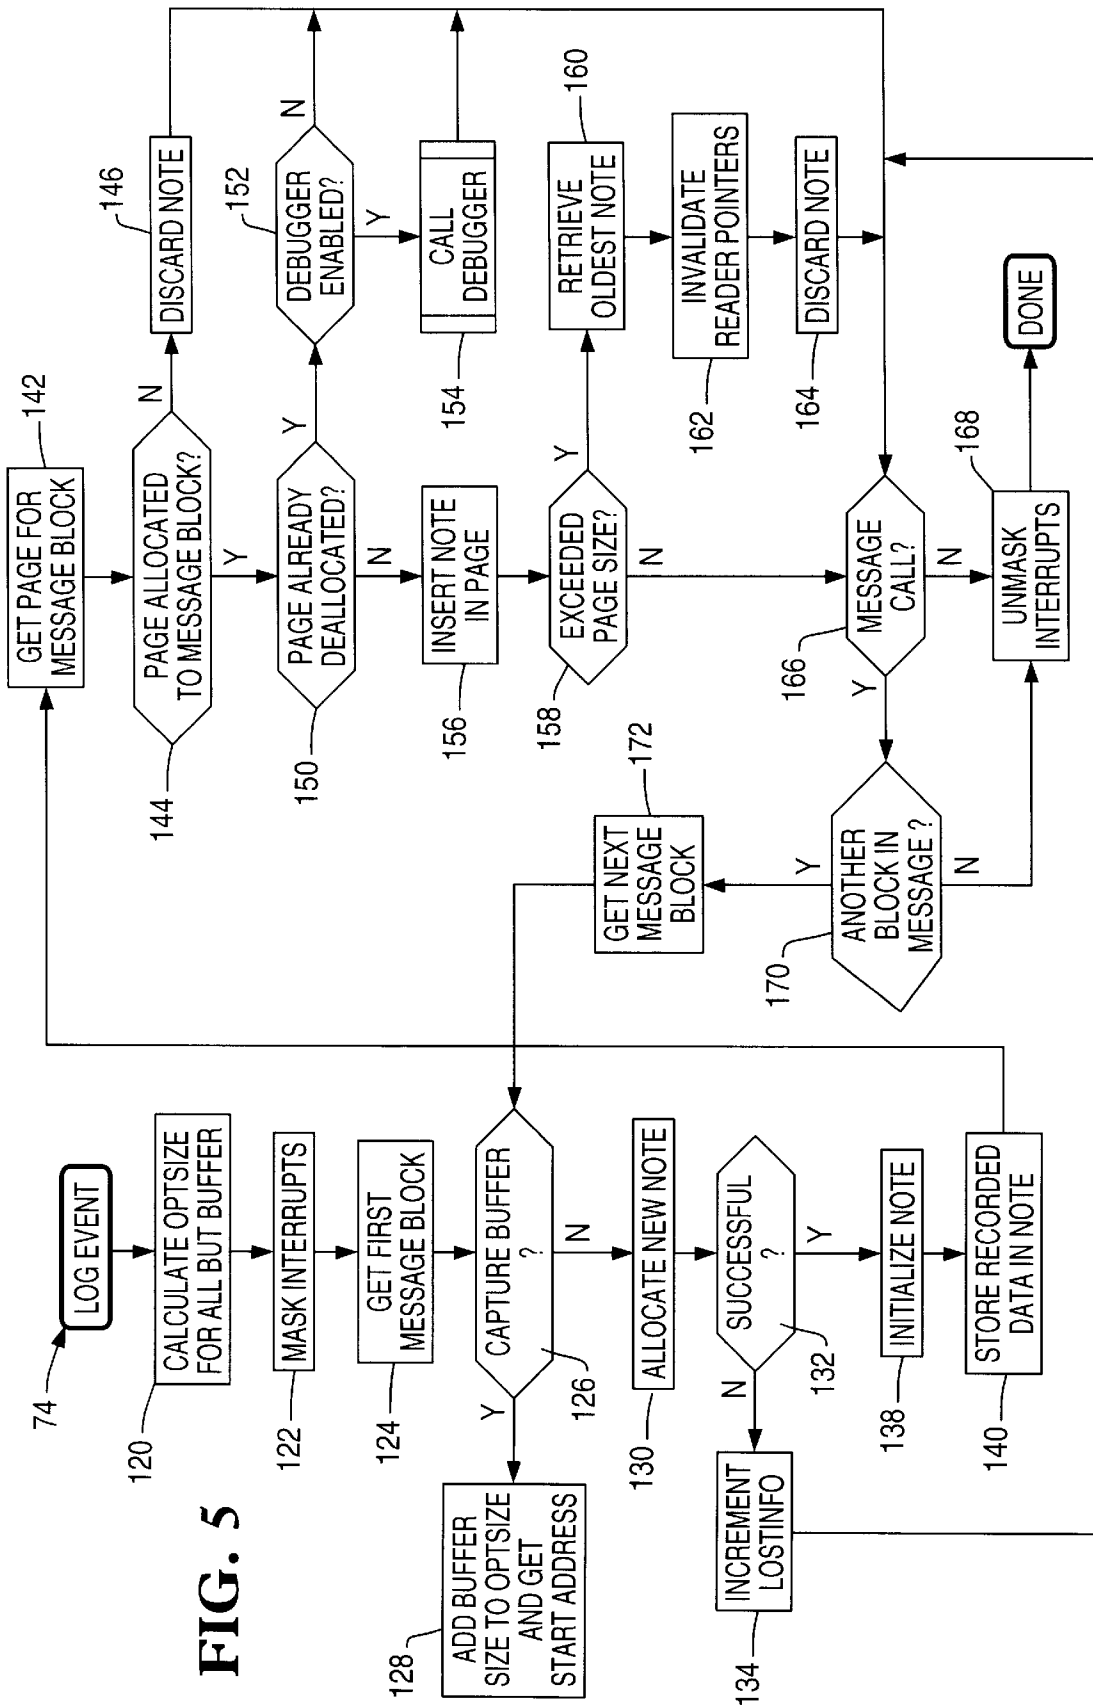 FIG. 5
74
LOG EVENT
120
CALCULATE OPTSIZE
FOR ALL BUT BUFFER
122
MASK INTERRUPTS
124
GET FIRST
MESSAGE BLOCK
126
CAPTURE BUFFER
?
Y
N
128
ADD BUFFER
SIZE TO OPTSIZE
AND GET
START ADDRESS
130
ALLOCATE NEW NOTE
132
SUCCESSFUL
?
N
Y
134
INCREMENT
LOSTINFO
138
INITIALIZE NOTE
140
STORE RECORDED
DATA IN NOTE
142
GET PAGE FOR
MESSAGE BLOCK
144
PAGE ALLOCATED
TO MESSAGE BLOCK?
N
Y
146
DISCARD NOTE
150
PAGE ALREADY
DEALLOCATED?
Y
N
152
DEBUGGER
ENABLED?
N
Y
154
CALL
DEBUGGER
156
INSERT NOTE
IN PAGE
158
EXCEEDED
PAGE SIZE?
Y
N
160
RETRIEVE
OLDEST NOTE
162
INVALIDATE
READER POINTERS
164
DISCARD NOTE
166
MESSAGE
CALL?
Y
N
168
UNMASK
INTERRUPTS
DONE
170
ANOTHER
BLOCK IN
MESSAGE ?
Y
N
172
GET NEXT
MESSAGE
BLOCK